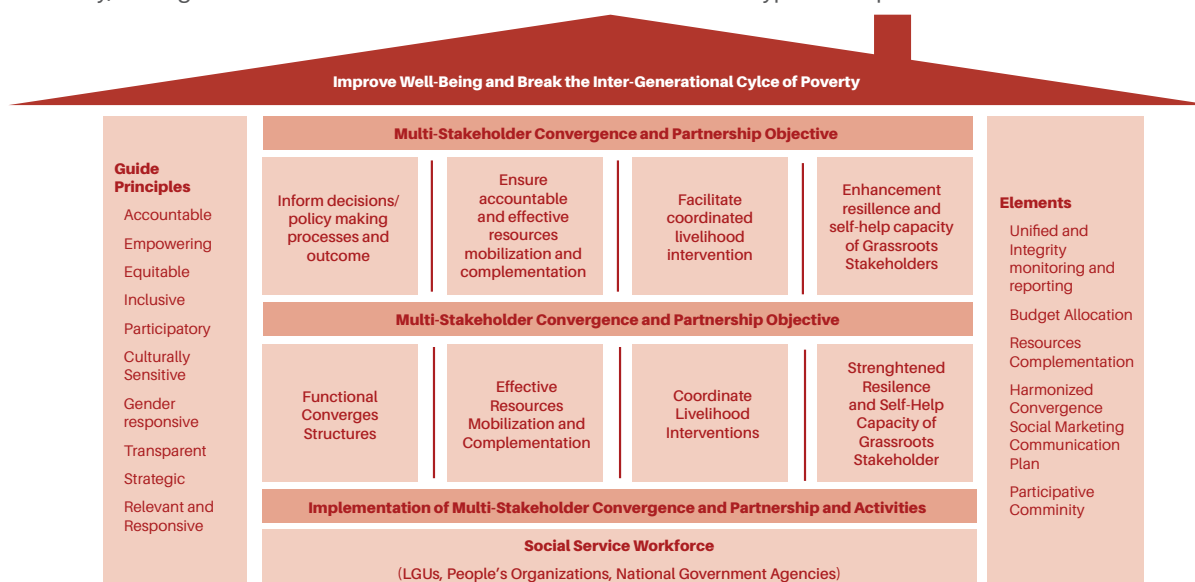 Improve Well-Being and Break the Inter-Generational Cylce of Poverty
Guide
Principles
Accountable
Empowering
Equitable
Inclusive
Participatory
Culturally
Sensitive
Gender
responsive
Transparent
Strategic
Relevant and
Responsive
Multi-Stakeholder Convergence and Partnership Objective
Inform decisions/
policy making
processes and
outcome
Ensure
accountable
and effective
resources
mobilization and
complementation
Facilitate
coordinated
livelihood
intervention
Enhancement
resillence and
self-help capacity
of Grassroots
Stakeholders
Multi-Stakeholder Convergence and Partnership Objective
Functional
Converges
Structures
Effective
Resources
Mobilization and
Complementation
Coordinate
Livelihood
Interventions
Strenghtened
Resilence
and Self-Help
Capacity of
Grassroots
Stakeholder
Implementation of Multi-Stakeholder Convergence and Partnership and Activities
Social Service Workforce
(LGUs, People's Organizations, National Government Agencies)
Elements
Unified and
Integrity
monitoring and
reporting
Budget Allocation
Resources
Complementation
Harmonized
Convergence
Social Marketing
Communication
Plan
Participative
Comminity